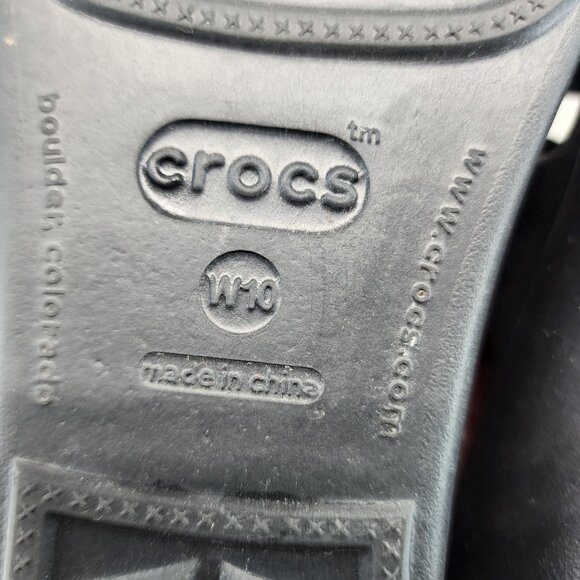 crocs
tm
W10
made in china
boulder, colorado
www.crocs.com